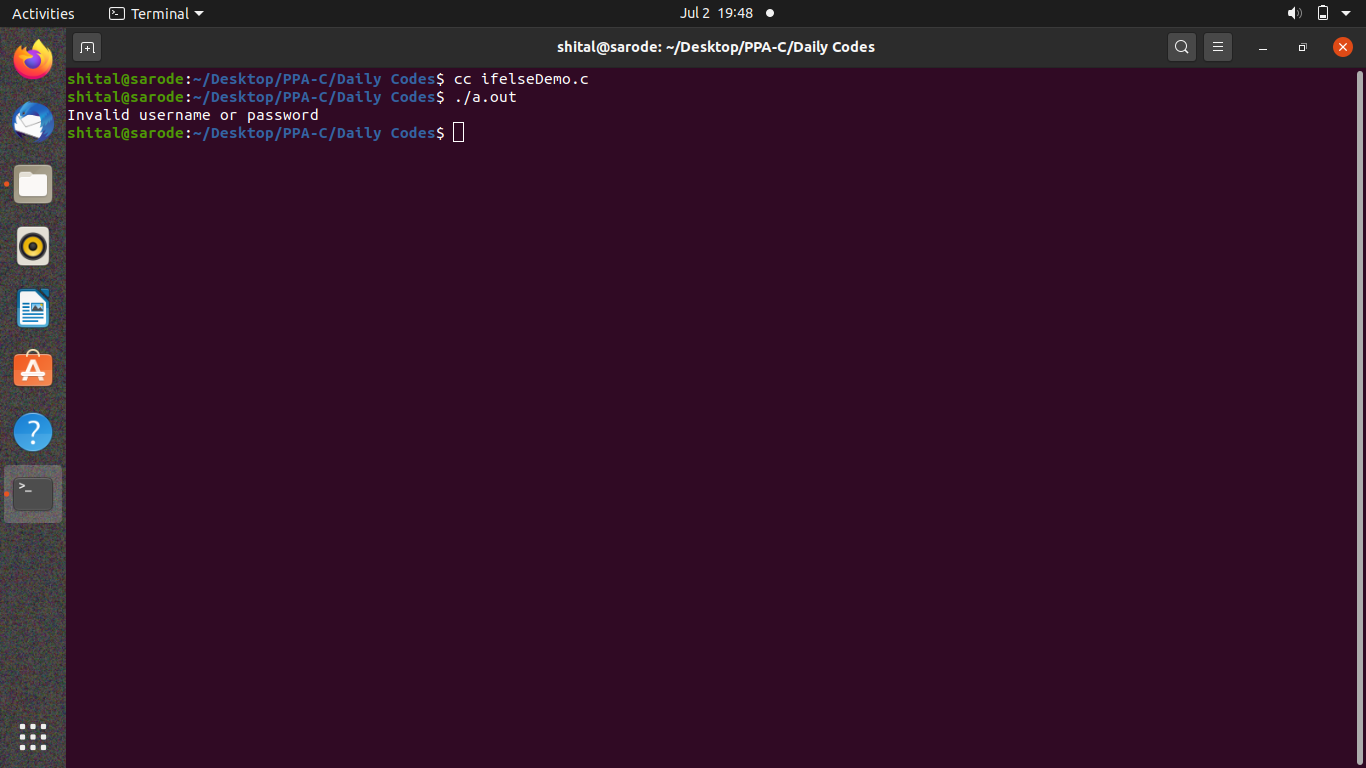 Activities Terminal Jul 2 19:48
shital@sarode: ~/Desktop/PPA-C/Daily Codes
shital@sarode:~/Desktop/PPA-C/Daily Codes$ cc ifelseDemo.c
shital@sarode:~/Desktop/PPA-C/Daily Codes$ ./a.out
Invalid username or password
shital@sarode:~/Desktop/PPA-C/Daily Codes$